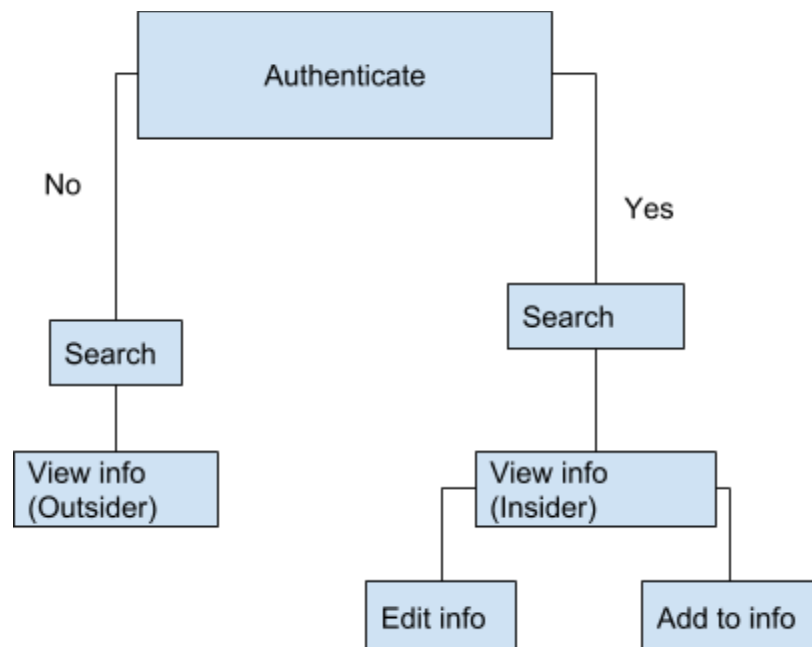 Authenticate
No
Yes
Search
Search
View info
(Outsider)
View info
(Insider)
Edit info
Add to info